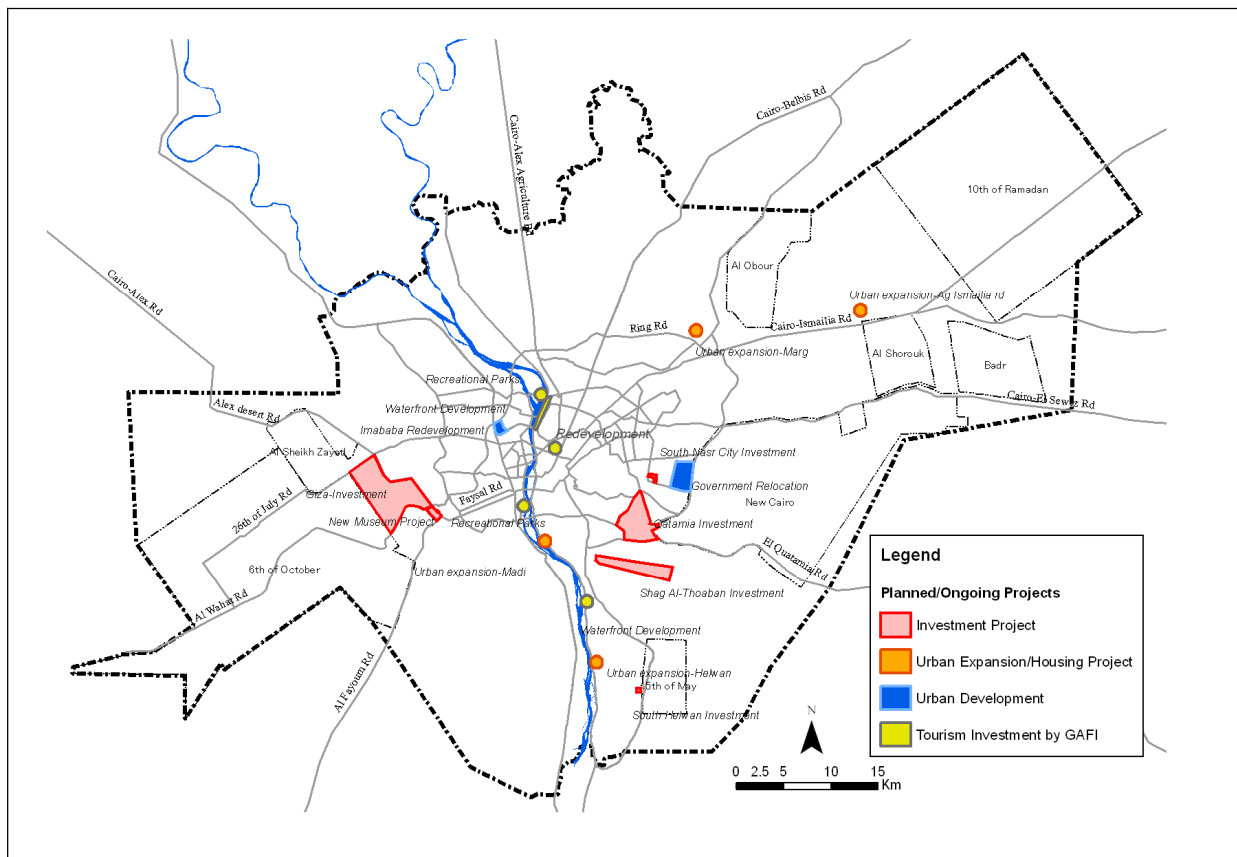 Cairo-Belbis Rd
Cairo-Alex Agriculture Rd
10th of Ramadan
Al Obour
Cairo-Alex Rd
Urban expansion-Ag Ismailia rd
Ring Rd
Cairo-Ismailia Rd
Urban expansion-Marg
Al Shorouk
Badr
Recreational Parks
Cairo-El Sewez Rd
Alex desert Rd
Waterfront Development
Imababa Redevelopment
Redevelopment
Al Sheikh Zayed
South Nasr City Investment
Government Relocation
Giza-Investment
Faysal Rd
New Cairo
26th of July Rd
New Museum Project
Recreational Parks
Qatamia Investment
El Quatamia Rd
6th of October
Urban expansion-Madi
Al Wahat Rd
Shag Al-Thoaban Investment
Waterfront Development
Urban expansion-Helwan
15th of May
Al Fayoum Rd
South Helwan Investment
N
0 2.5 5 10 15
Km
Legend
Planned/Ongoing Projects
Investment Project
Urban Expansion/Housing Project
Urban Development
Tourism Investment by GAFI